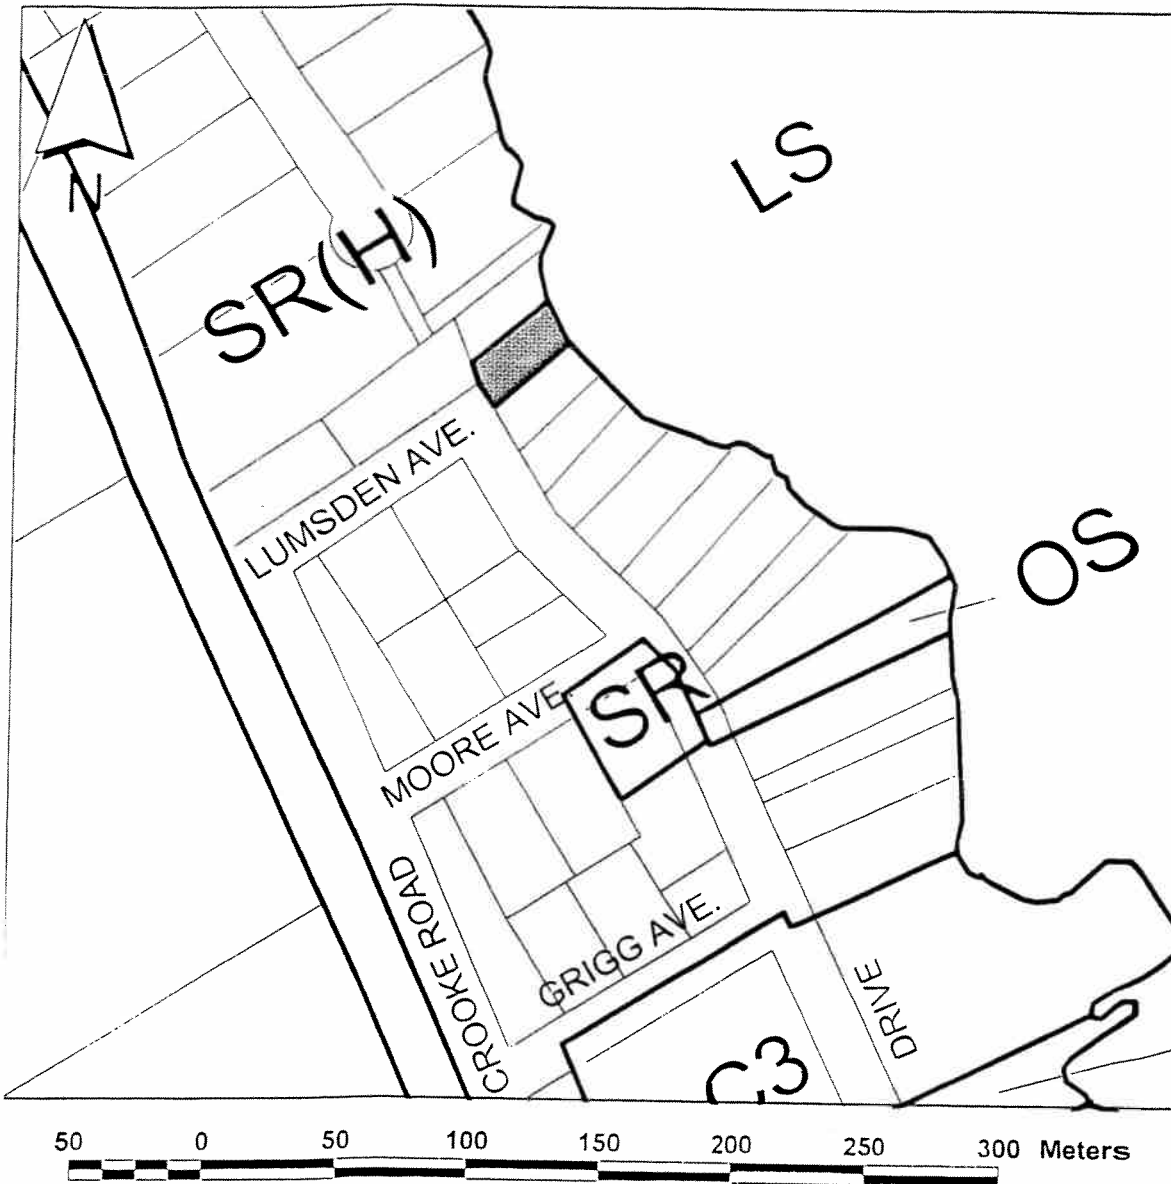 LS
N
SR(H)
LUMSDEN AVE.
OS
SR
MOORE AVE.
CROOKE ROAD
GRIGG AVE.
DRIVE
C3
50 0 50 100 150 200 250 300 Meters